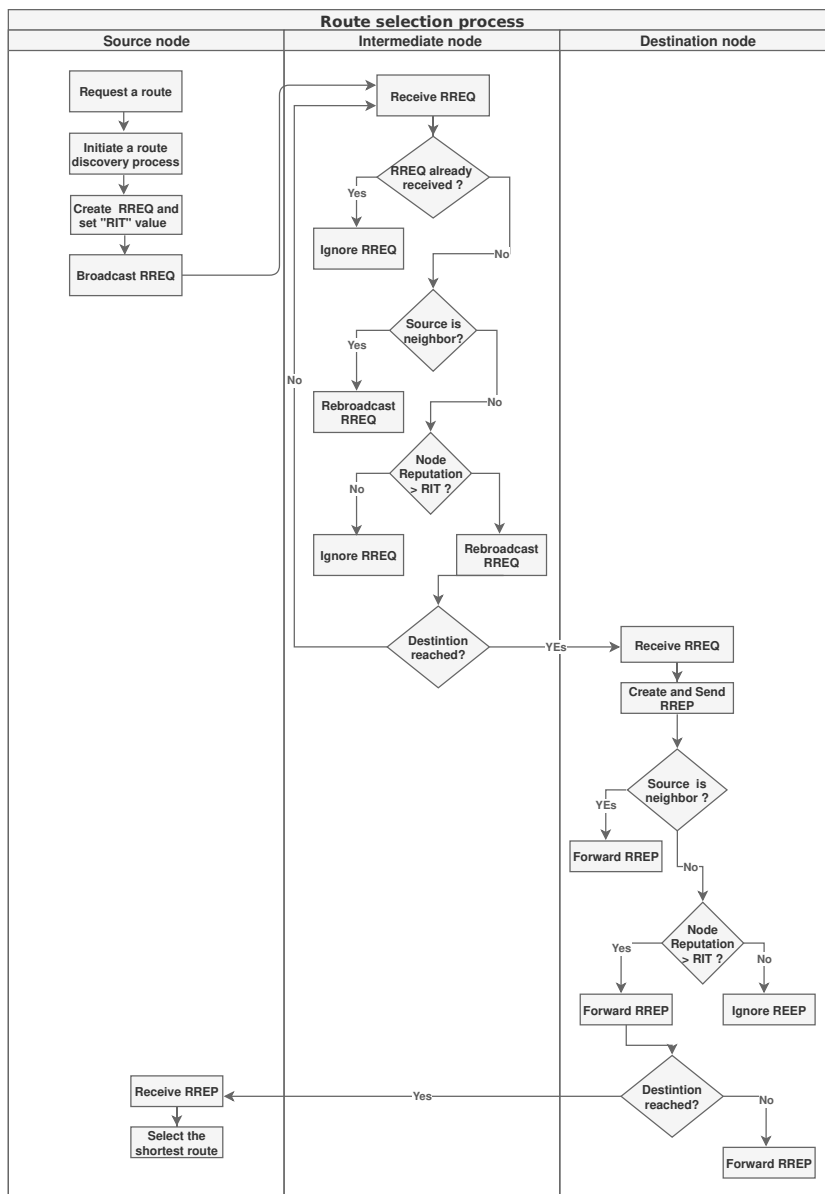 Route selection process
Source node
Intermediate node
Destination node
Request a route
Initiate a route
discovery process
Create RREQ and
set "RIT" value
Broadcast RREQ
Receive RREQ
RREQ already
received ?
Yes
No
Ignore RREQ
Source is
neighbor?
Yes
No
No
Rebroadcast
RREQ
Node
Reputation
> RIT ?
No
Ignore RREQ
Rebroadcast
RREQ
Destintion
reached?
YEs
Receive RREQ
Create and Send
RREP
Source is
neighbor ?
YEs
Forward RREP
No
Node
Reputation
> RIT ?
Yes
No
Forward RREP
Ignore REEP
Destintion
reached?
Yes
No
Receive RREP
Select the
shortest route
Forward RREP